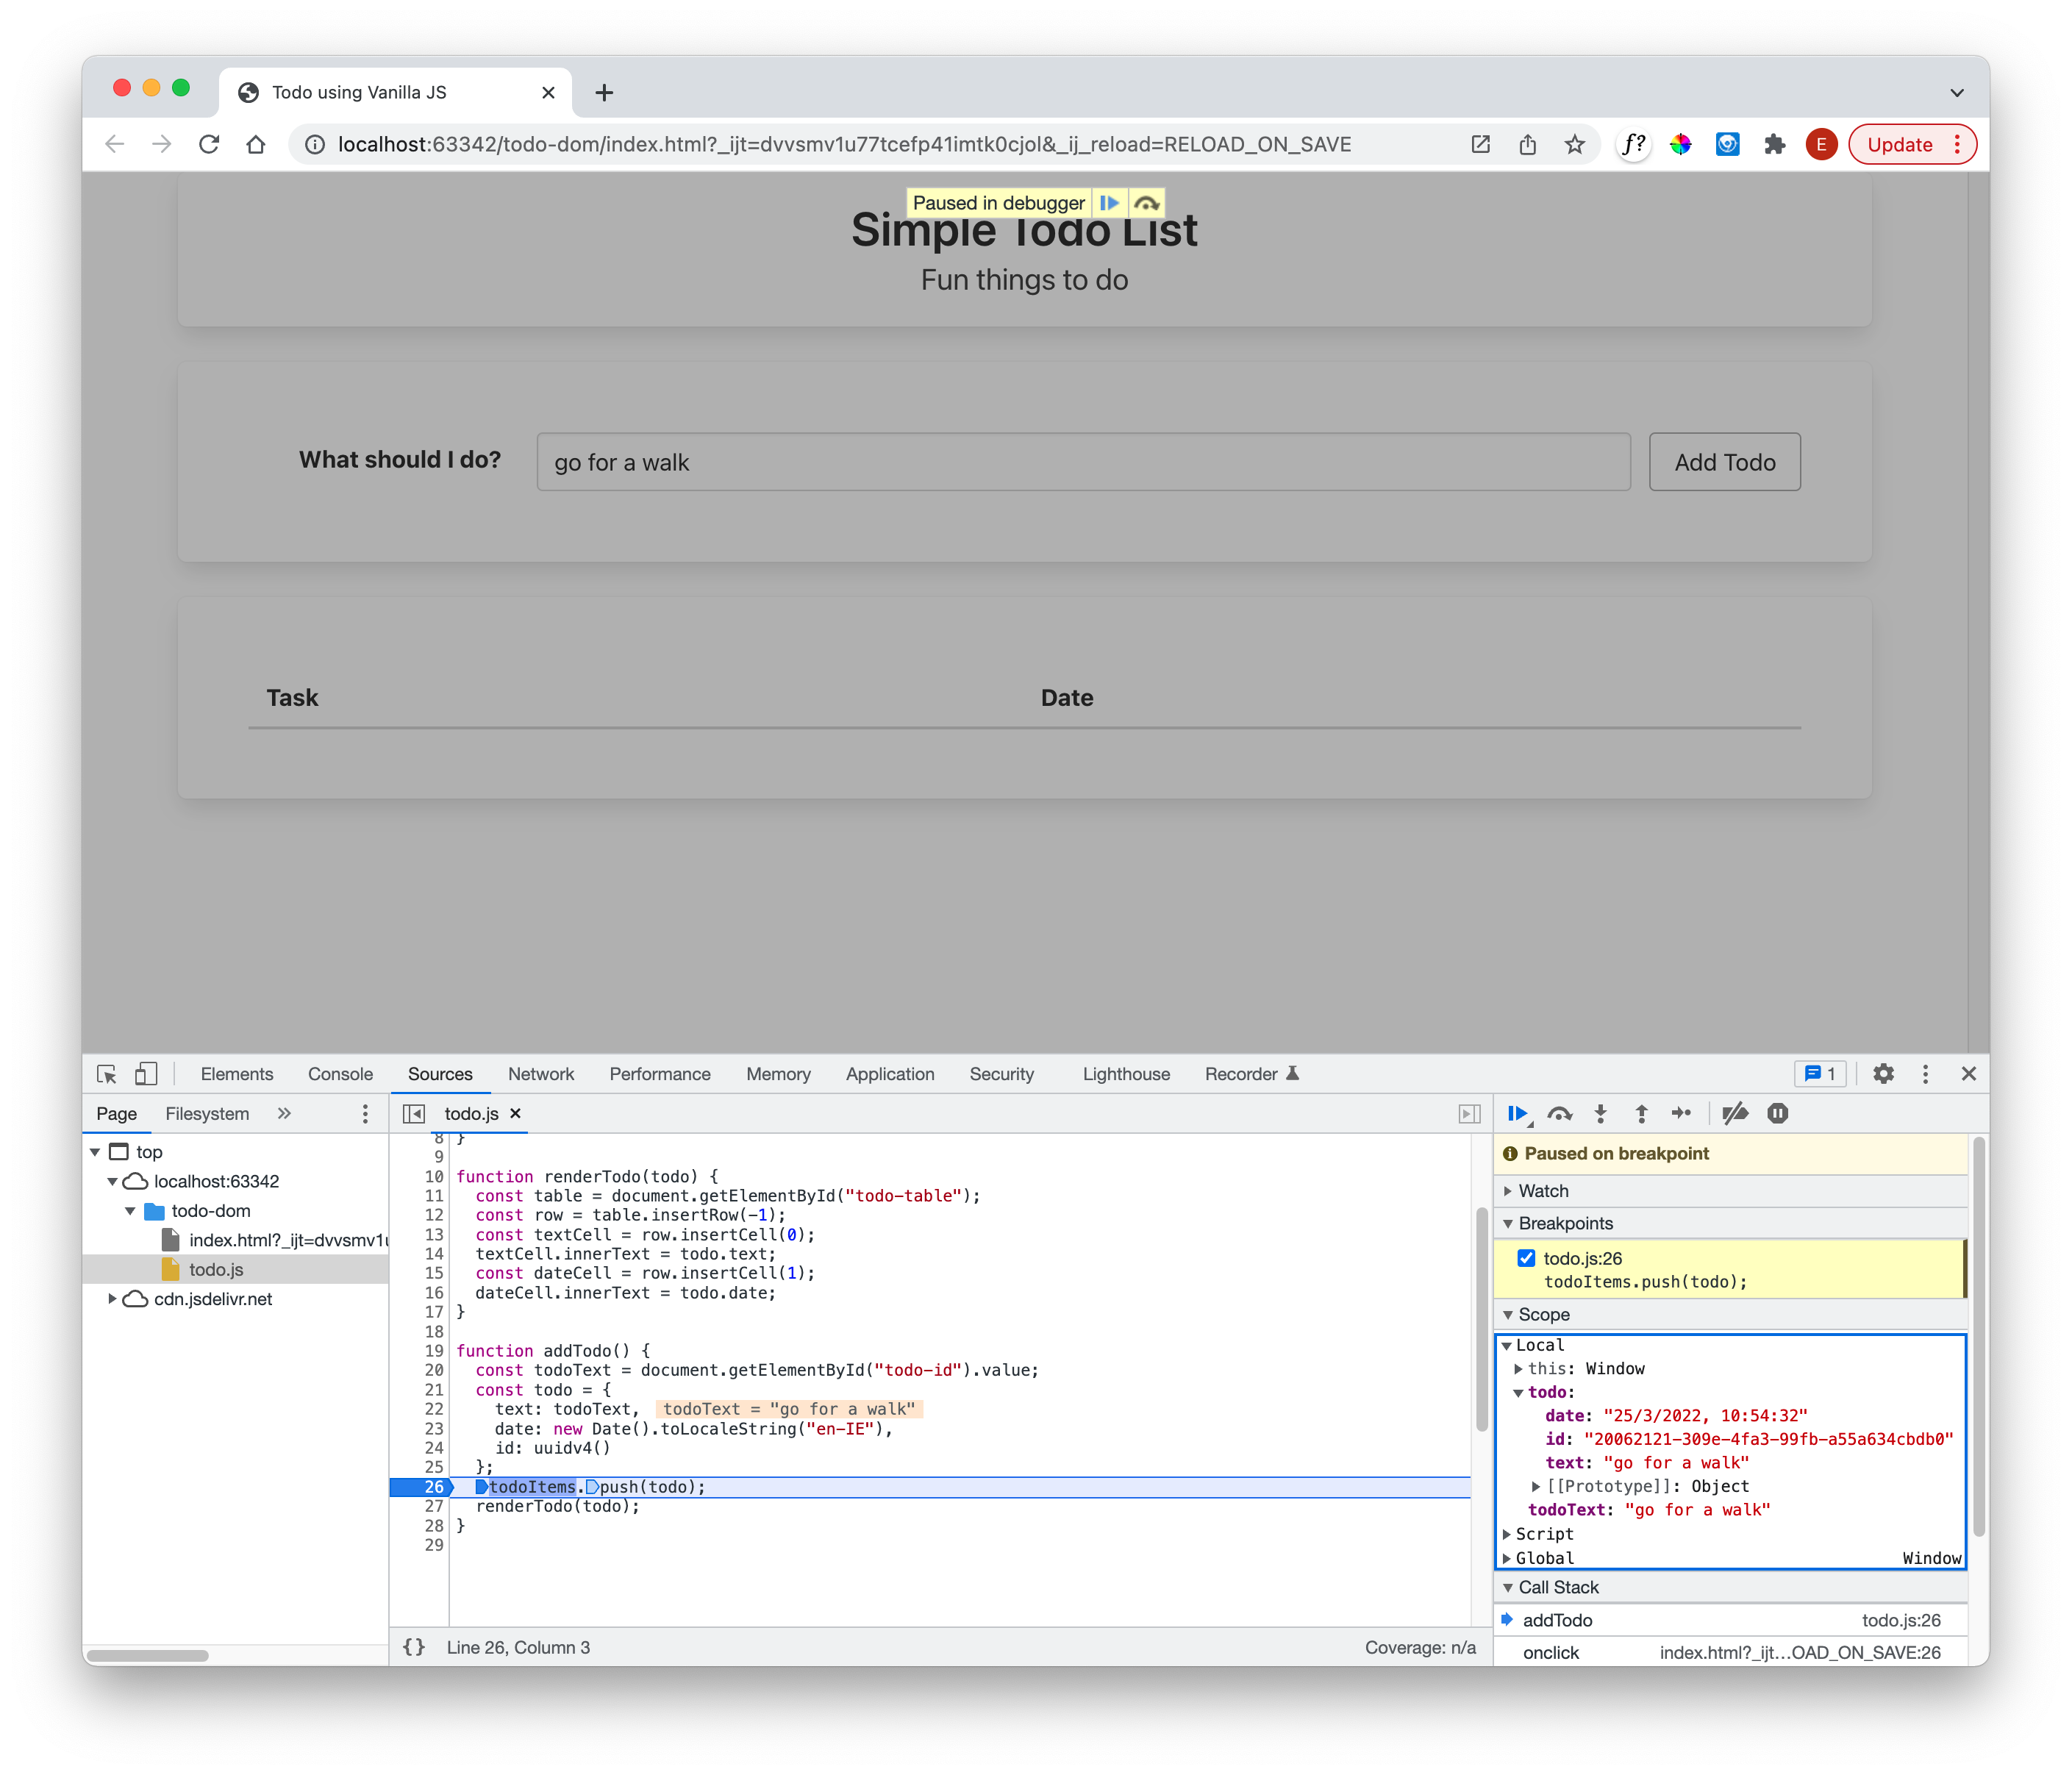 Todo using Vanilla JS
localhost:63342/todo-dom/index.html?_ijt=dvvsmv1u77tcefp41imtk0cjol&_ij_reload=RELOAD_ON_SAVE
f?
E
Update
Paused in debugger
Simple Todo List
Fun things to do
What should I do?
go for a walk
Add Todo
Task
Date
Elements
Console
Sources
Network
Performance
Memory
Application
Security
Lighthouse
Recorder
1
Page
Filesystem
top
localhost:63342
todo-dom
index.html?_ijt=dvvsmv1u
todo.js
cdn.jsdelivr.net
todo.js
8 }
9
10 function renderTodo(todo) {
11 const table = document.getElementById("todo-table");
12 const row = table.insertRow(-1);
13 const textCell = row.insertCell(0);
14 textCell.innerText = todo.text;
15 const dateCell = row.insertCell(1);
16 dateCell.innerText = todo.date;
17 }
18
19 function addTodo() {
20 const todoText = document.getElementById("todo-id").value;
21 const todo = {
22 text: todoText, todoText = "go for a walk"
23 date: new Date().toLocaleString("en-IE"),
24 id: uuidv4()
25 };
26 todoItems.push(todo);
27 renderTodo(todo);
28 }
29
{} Line 26, Column 3
Coverage: n/a
Paused on breakpoint
Watch
Breakpoints
todo.js:26
todoItems.push(todo);
Scope
Local
this: Window
todo:
date: "25/3/2022, 10:54:32"
id: "20062121-309e-4fa3-99fb-a55a634cbdb0"
text: "go for a walk"
[[Prototype]]: Object
todoText: "go for a walk"
Script
Global Window
Call Stack
addTodo todo.js:26
onclick index.html?_ijt…OAD_ON_SAVE:26